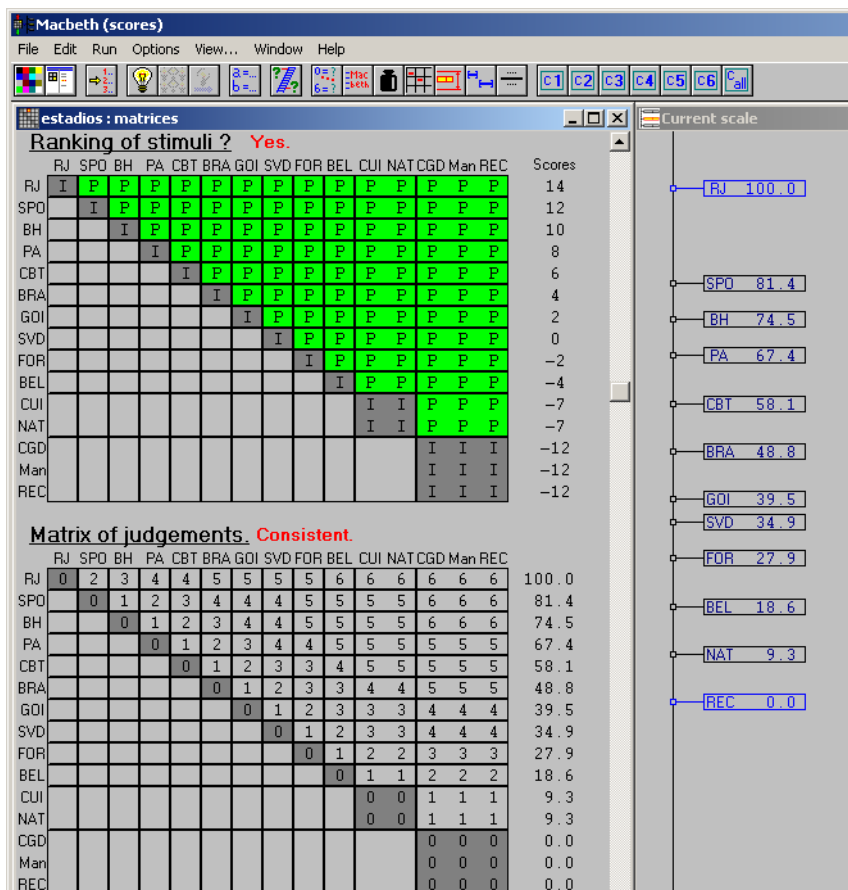 Macbeth (scores)
File Edit Run Options View... Window Help
1... 2... 3... a=... b=... Z ? 0=? 6=? Mac beth C1 C2 C3 C4 C5 C6 Call
estadios : matrices
Ranking of stimuli ? Yes.
RJ SPO BH PA CBT BRA GOI SVD FOR BEL CUI NAT CGD Man REC Scores
RJ I P P P P P P P P P P P P P P 14
SPO I P P P P P P P P P P P P P 12
BH I P P P P P P P P P P P P 10
PA I P P P P P P P P P P P 8
CBT I P P P P P P P P P P 6
BRA I P P P P P P P P P 4
GOI I P P P P P P P P 2
SVD I P P P P P P P 0
FOR I P P P P P P -2
BEL I P P P P P -4
CUI I I P P P -7
NAT I I P P P -7
CGD I I I -12
Man I I I -12
REC I I I -12
Matrix of judgements. Consistent.
RJ SPO BH PA CBT BRA GOI SVD FOR BEL CUI NAT CGD Man REC
RJ 0 2 3 4 4 5 5 5 6 6 6 6 6 6 6 100.0
SPO 0 1 2 3 4 4 4 5 5 5 5 6 6 6 81.4
BH 0 1 2 3 4 4 5 5 5 5 6 6 6 74.5
PA 0 1 2 3 4 4 5 5 5 5 5 5 67.4
CBT 0 1 2 3 3 4 5 5 5 5 5 58.1
BRA 0 1 2 3 3 4 4 5 5 5 48.8
GOI 0 1 2 3 3 3 4 4 4 39.5
SVD 0 1 2 3 3 4 4 4 34.9
FOR 0 1 2 2 3 3 3 27.9
BEL 0 1 1 2 2 2 18.6
CUI 0 0 1 1 1 9.3
NAT 0 0 1 1 1 9.3
CGD 0 0 0 0.0
Man 0 0 0 0.0
REC 0 0 0 0.0
Current scale
RJ 100.0
SPO 81.4
BH 74.5
PA 67.4
CBT 58.1
BRA 48.8
GOI 39.5
SVD 34.9
FOR 27.9
BEL 18.6
NAT 9.3
REC 0.0